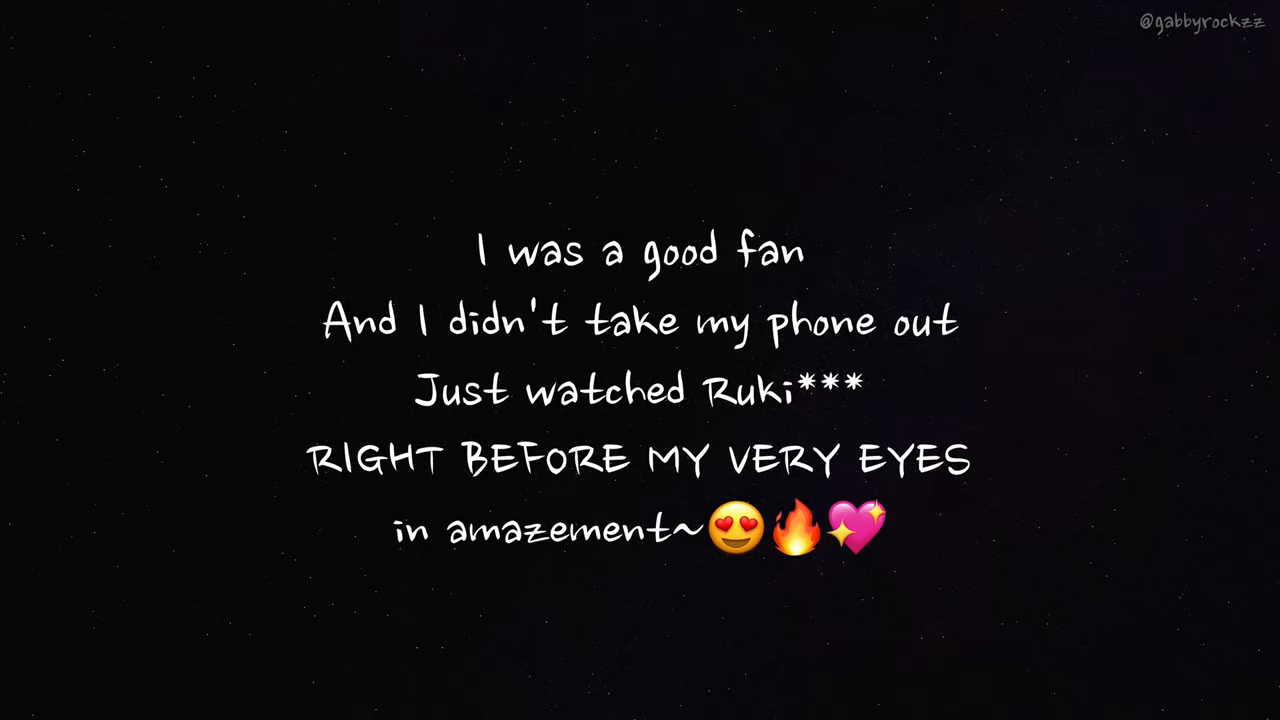 @gabbyrockzz
I was a good fan
And I didn't take my phone out
Just watched Ruki***
RIGHT BEFORE MY VERY EYES
in amazement~😍🔥💖